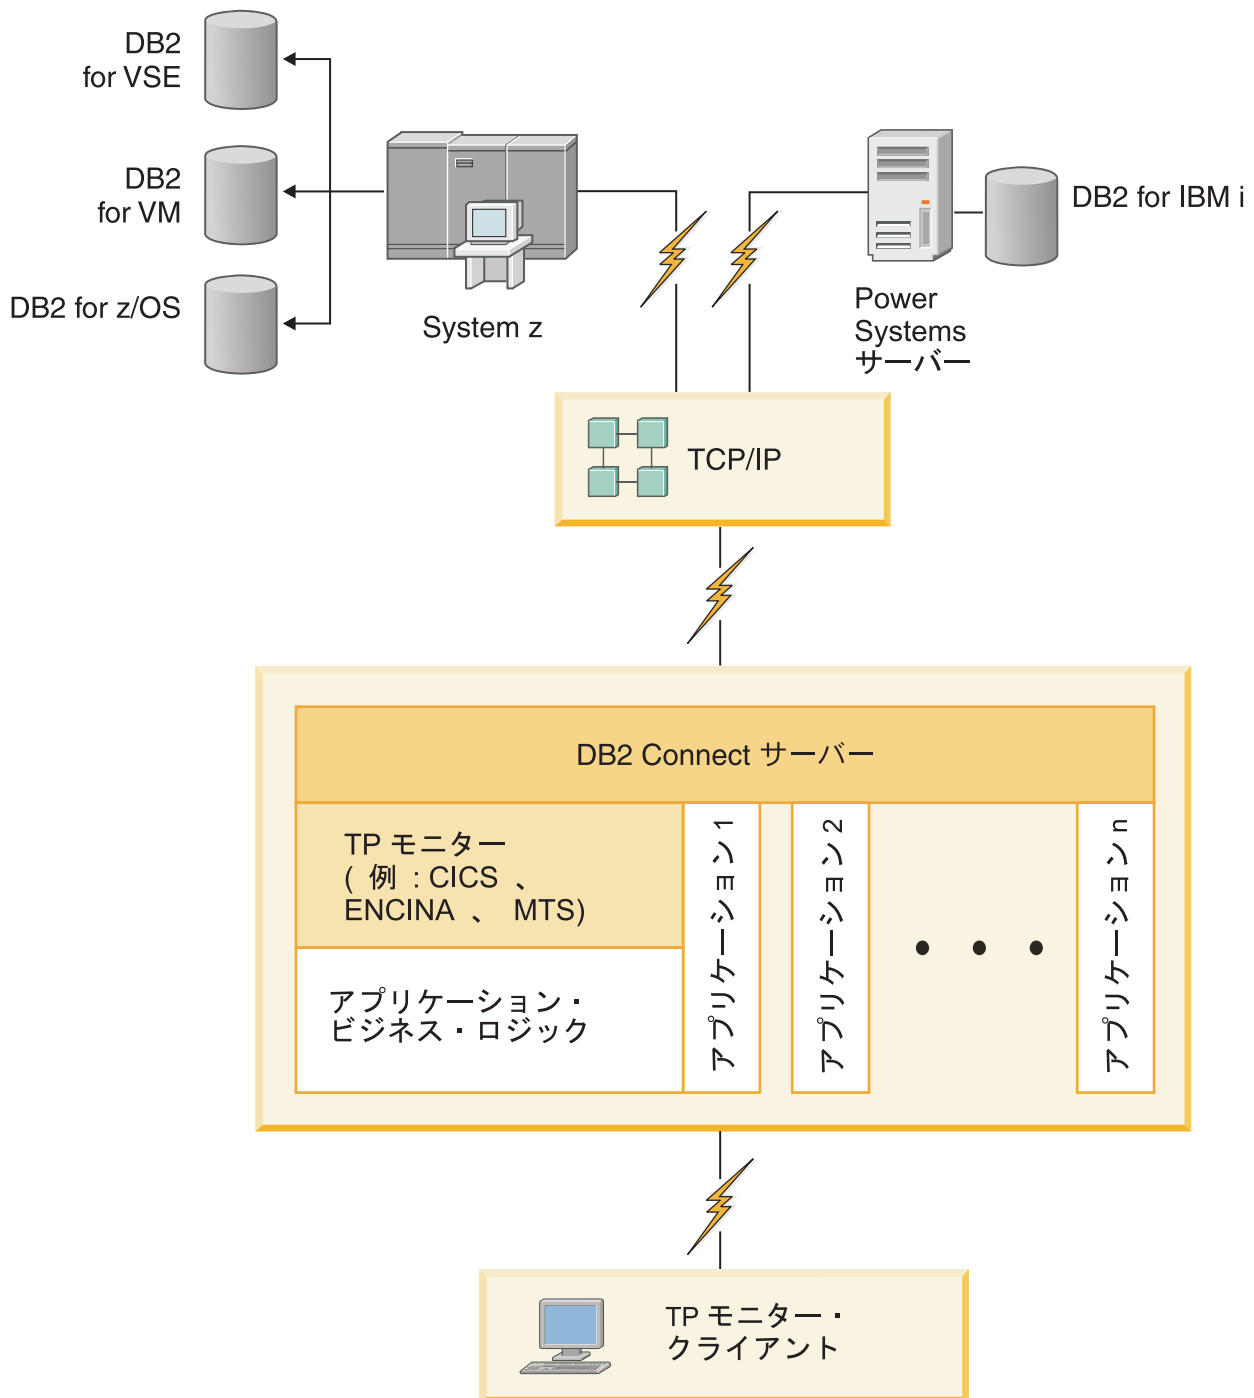 DB2
for VSE
DB2
for VM
DB2 for z/OS
System z
Power
Systems
サーバー
DB2 for IBM i
TCP/IP
DB2 Connect サーバー
TP モニター
( 例 : CICS 、
ENCINA 、 MTS)
アプリケーション・
ビジネス・ロジック
アプリケーション 1
アプリケーション 2
アプリケーション n
TP モニター・
クライアント